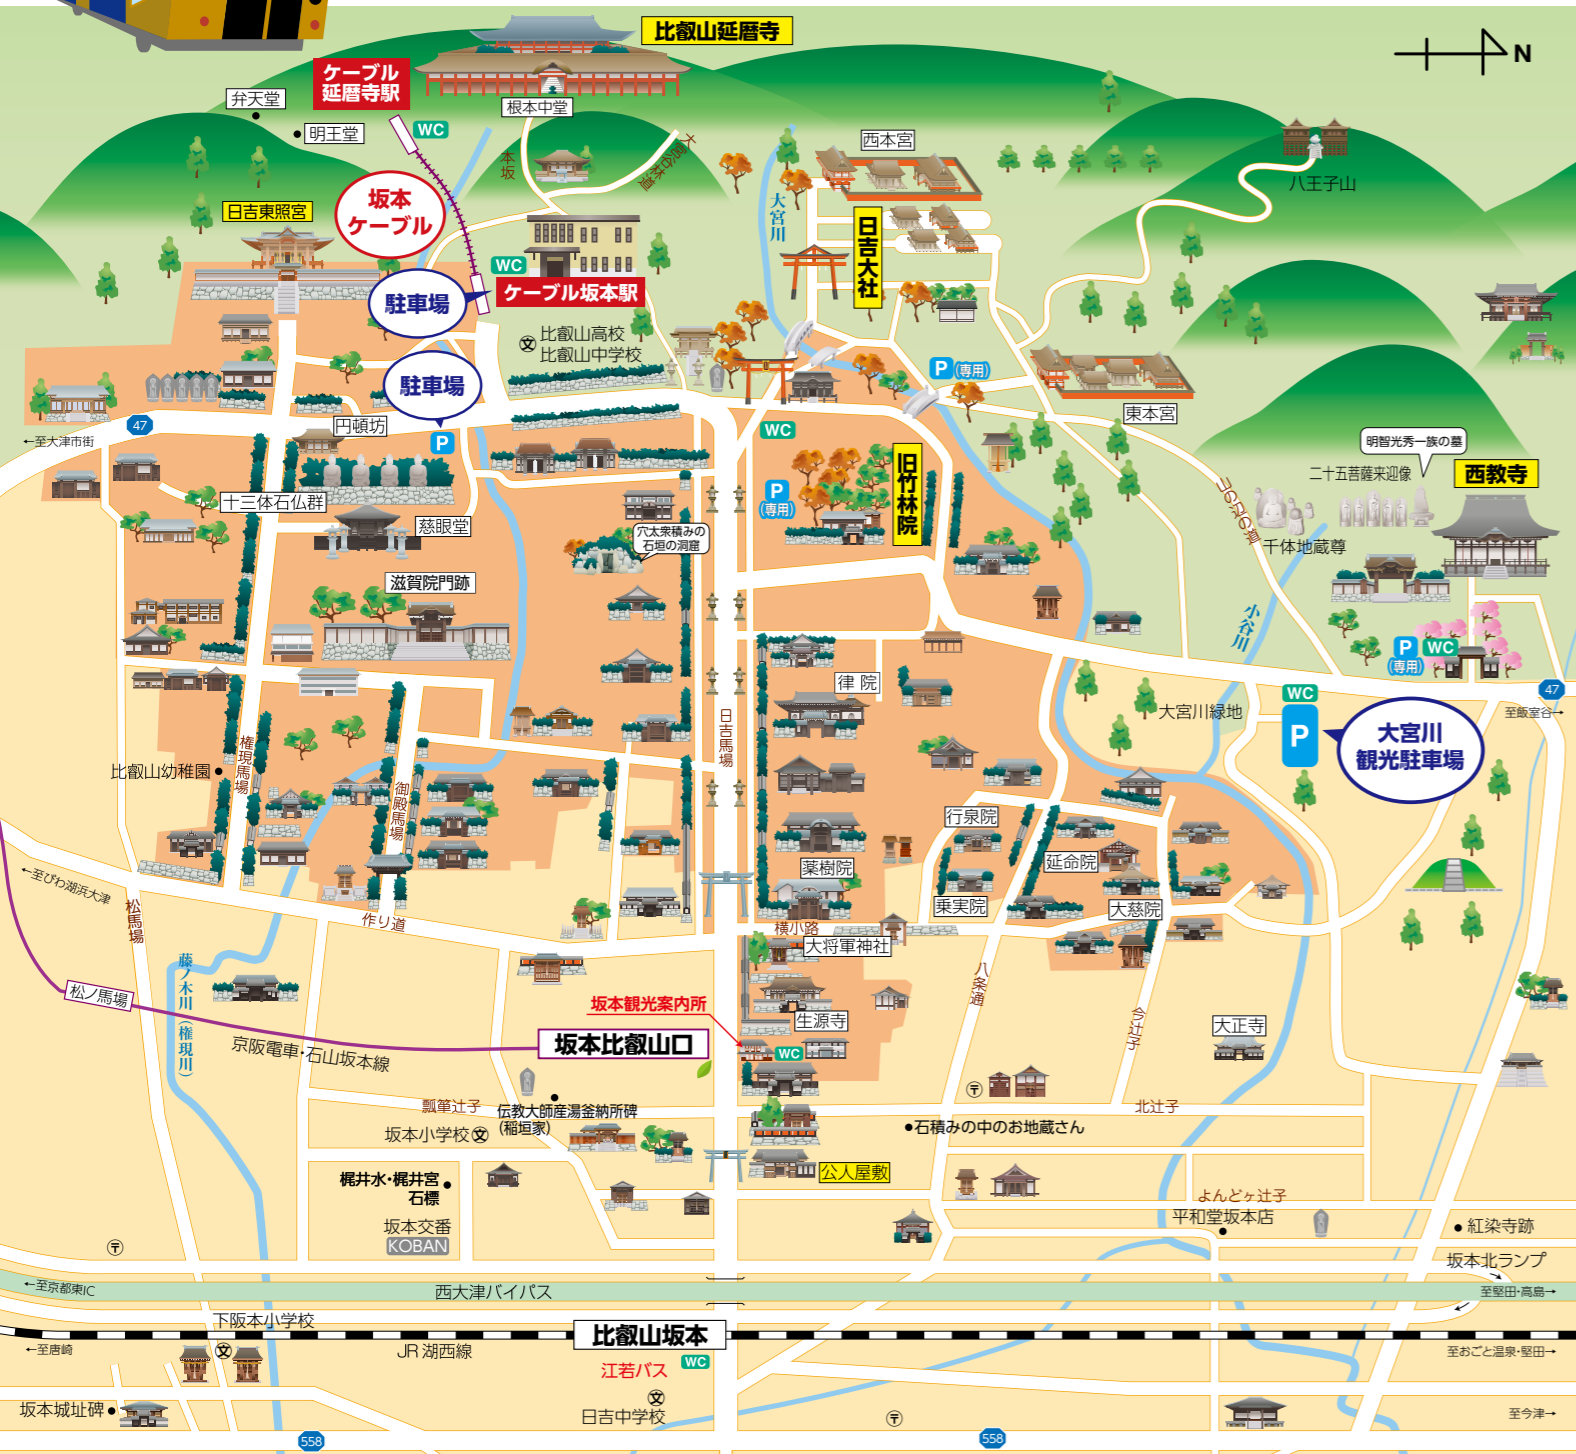 比叡山延暦寺
N
ケーブル
延暦寺駅
WC
弁天堂
明王堂
根本中堂
本坂
大宮谷林道
西本宮
八王子山
坂本
ケーブル
日吉東照宮
大宮川
日吉大社
WC
ケーブル坂本駅
駐車場
比叡山高校
比叡山中学校
文
駐車場
P
(専用)
東本宮
47
←至大津市街
円頓坊
P
WC
旧竹林院
明智光秀一族の墓
二十五菩薩来迎像
西教寺
十三体石仏群
慈眼堂
P
(専用)
穴太衆積みの
石垣の洞窟
千体地蔵尊
滋賀院門跡
小谷川
P
(専用)
WC
律 院
47
至飯室谷→
大宮川緑地
WC
P
大宮川
観光駐車場
日吉馬場
権現馬場
比叡山幼稚園
御殿馬場
行泉院
延命院
薬樹院
乗実院
大慈院
←至びわ湖浜大津
松馬場
作り道
横小路
大将軍神社
八条通
今辻子
藤ノ木川(権現川)
松ノ馬場
坂本観光案内所
生源寺
大正寺
京阪電車・石山坂本線
坂本比叡山口
WC
瓢箪辻子
伝教大師産湯釜納所碑
(稲垣家)
坂本小学校
文
〒
北辻子
石積みの中のお地蔵さん
公人屋敷
梶井水・梶井宮
石標
坂本交番
KOBAN
よんどヶ辻子
平和堂坂本店
紅染寺跡
〒
坂本北ランプ
←至京都東IC
西大津バイパス
至堅田・高島→
下阪本小学校
比叡山坂本
←至唐崎
文
JR 湖西線
江若バス
WC
至おごと温泉・堅田→
坂本城址碑
文
日吉中学校
〒
至今津→
558
558